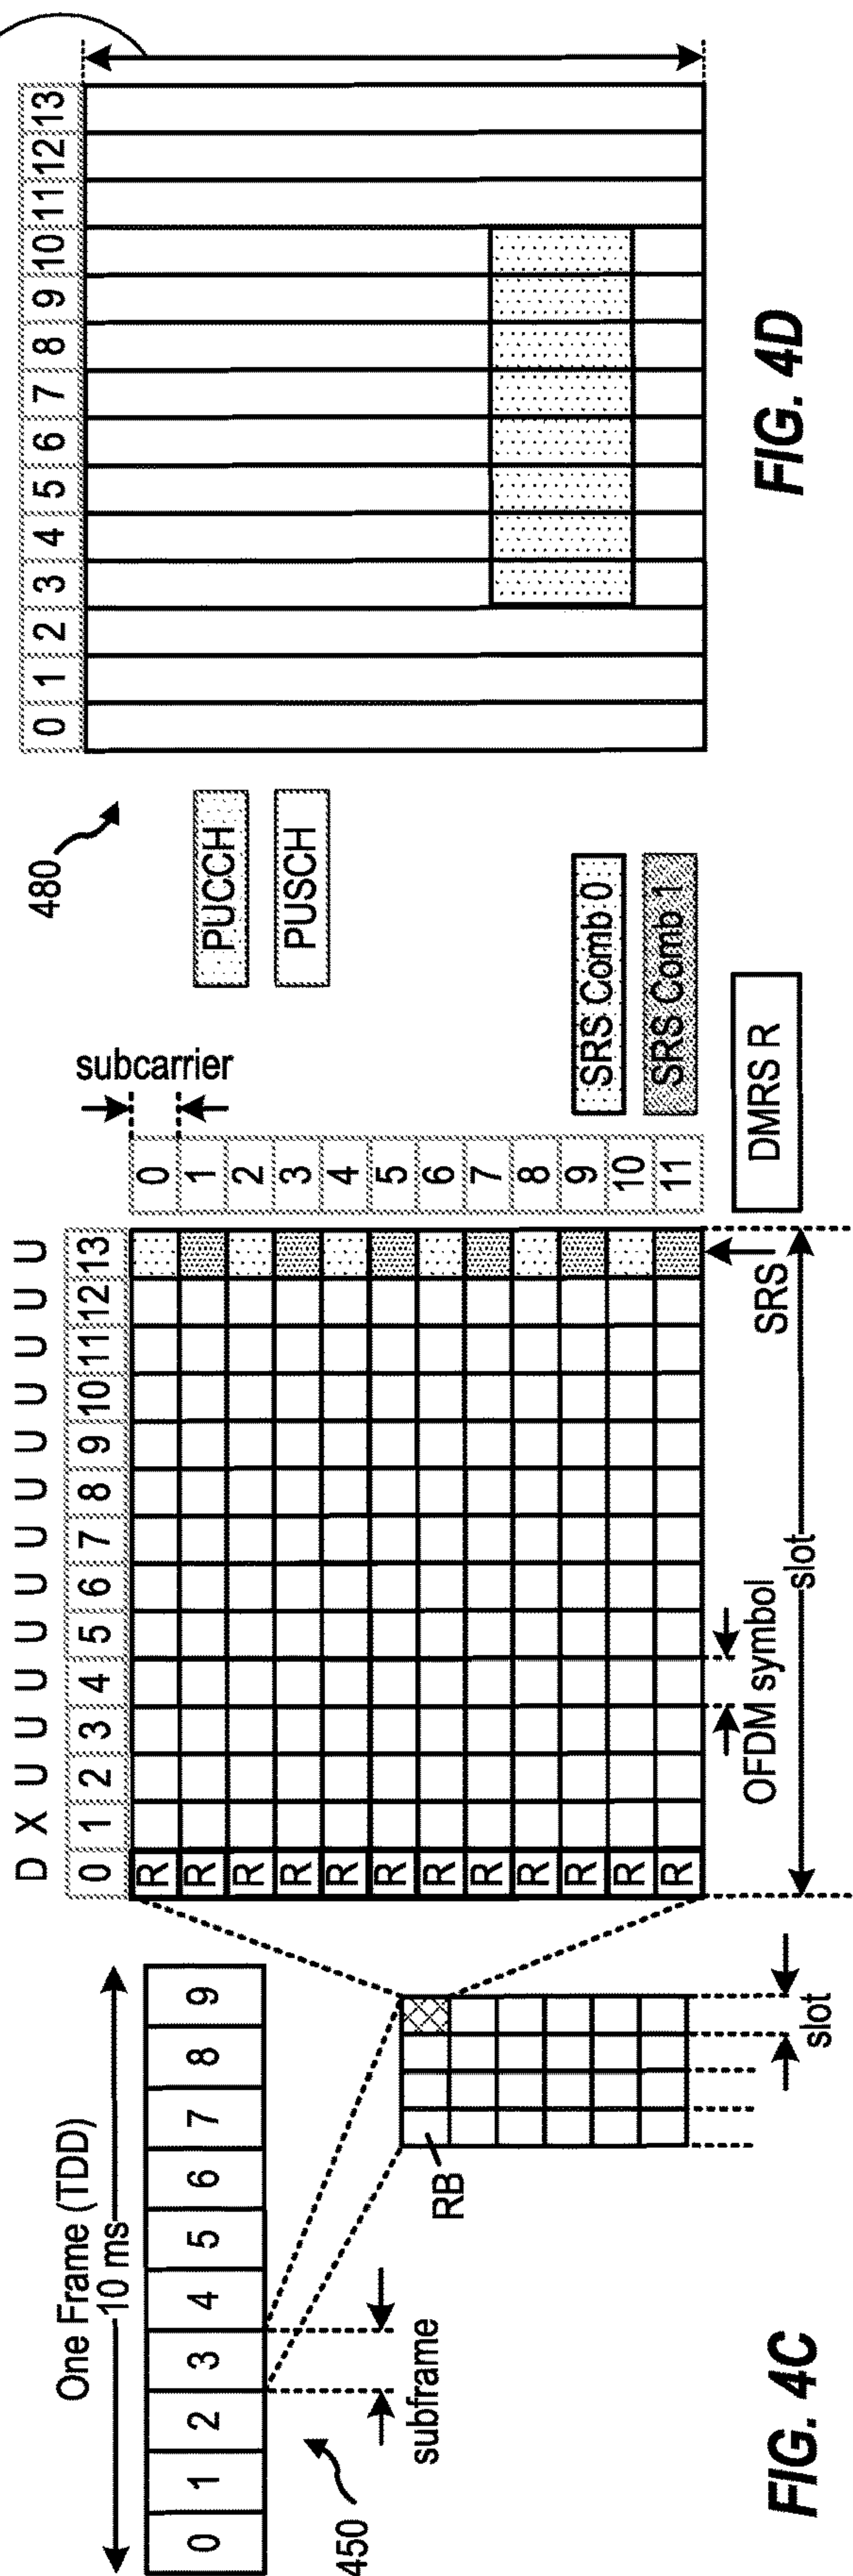 One Frame (TDD)
10 ms
0 1 2 3 4 5 6 7 8 9
subframe
450
RB
slot
FIG. 4C
D X U U U U U U U U U U U U
0 1 2 3 4 5 6 7 8 9 10 11 12 13
R
R
R
R
R
R
R
R
R
R
R
R
subcarrier
0
1
2
3
4
5
6
7
8
9
10
11
OFDM symbol
slot
SRS
SRS Comb 0
SRS Comb 1
DMRS R
480
PUCCH
PUSCH
0 1 2 3 4 5 6 7 8 9 10 11 12 13
FIG. 4D